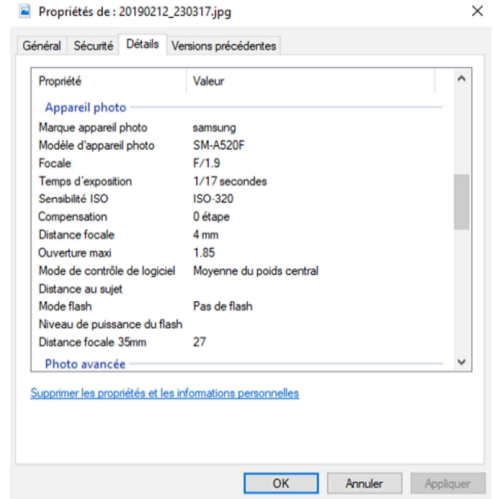 Propriétés de : 20190212_230317.jpg
Général Sécurité Détails Versions précédentes
Propriété Valeur
Appareil photo
Marque appareil photo samsung
Modèle d'appareil photo SM-A520F
Focale F/1.9
Temps d'exposition 1/17 secondes
Sensibilité ISO ISO-320
Compensation 0 étape
Distance focale 4 mm
Ouverture maxi 1.85
Mode de contrôle de logiciel Moyenne du poids central
Distance au sujet
Mode flash Pas de flash
Niveau de puissance du flash
Distance focale 35mm 27
Photo avancée
Supprimer les propriétés et les informations personnelles
OK Annuler Appliquer